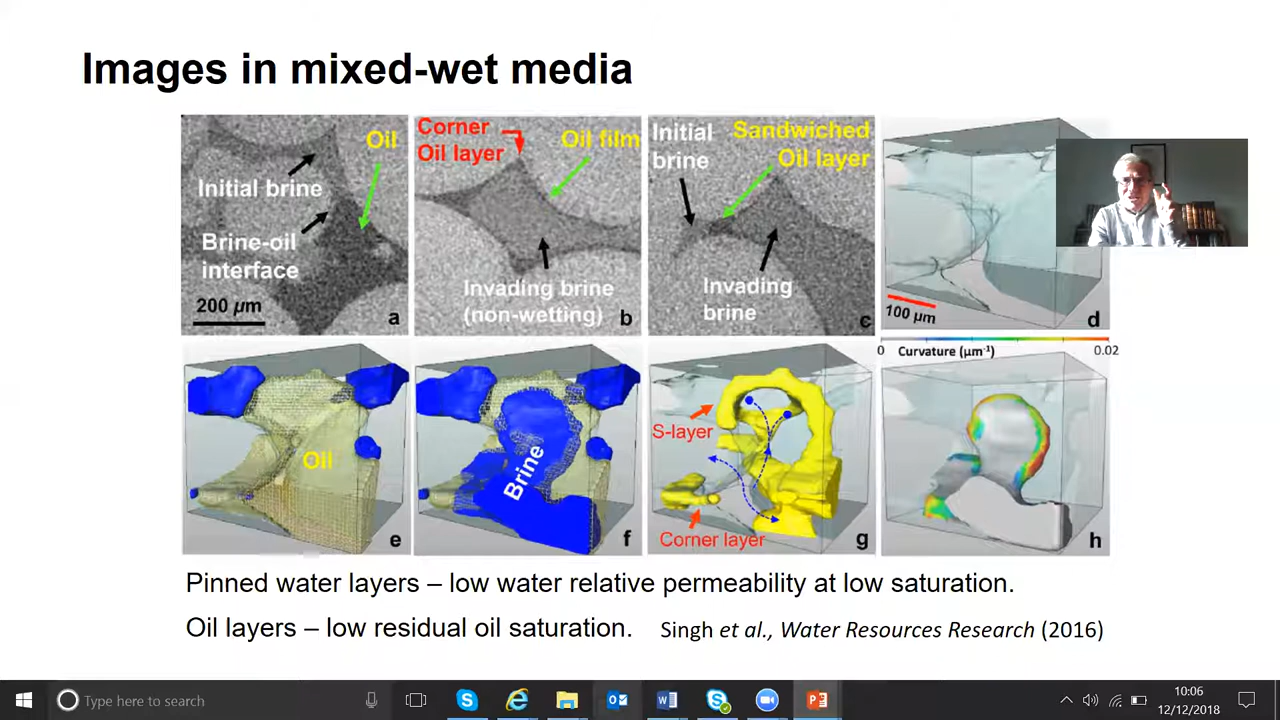 Images in mixed-wet media
Oil
Initial brine
Brine-oil
interface
200 µm
a
Corner
Oil layer
Oil film
Invading brine
(non-wetting)
b
Initial
brine
Sandwiched
Oil layer
Invading
brine
c
100 µm
d
Oil
e
Brine
f
S-layer
Corner layer
g
0 Curvature (µm-1) 0.02
h
Pinned water layers – low water relative permeability at low saturation.
Oil layers – low residual oil saturation. Singh et al., Water Resources Research (2016)
Type here to search
10:06
12/12/2018